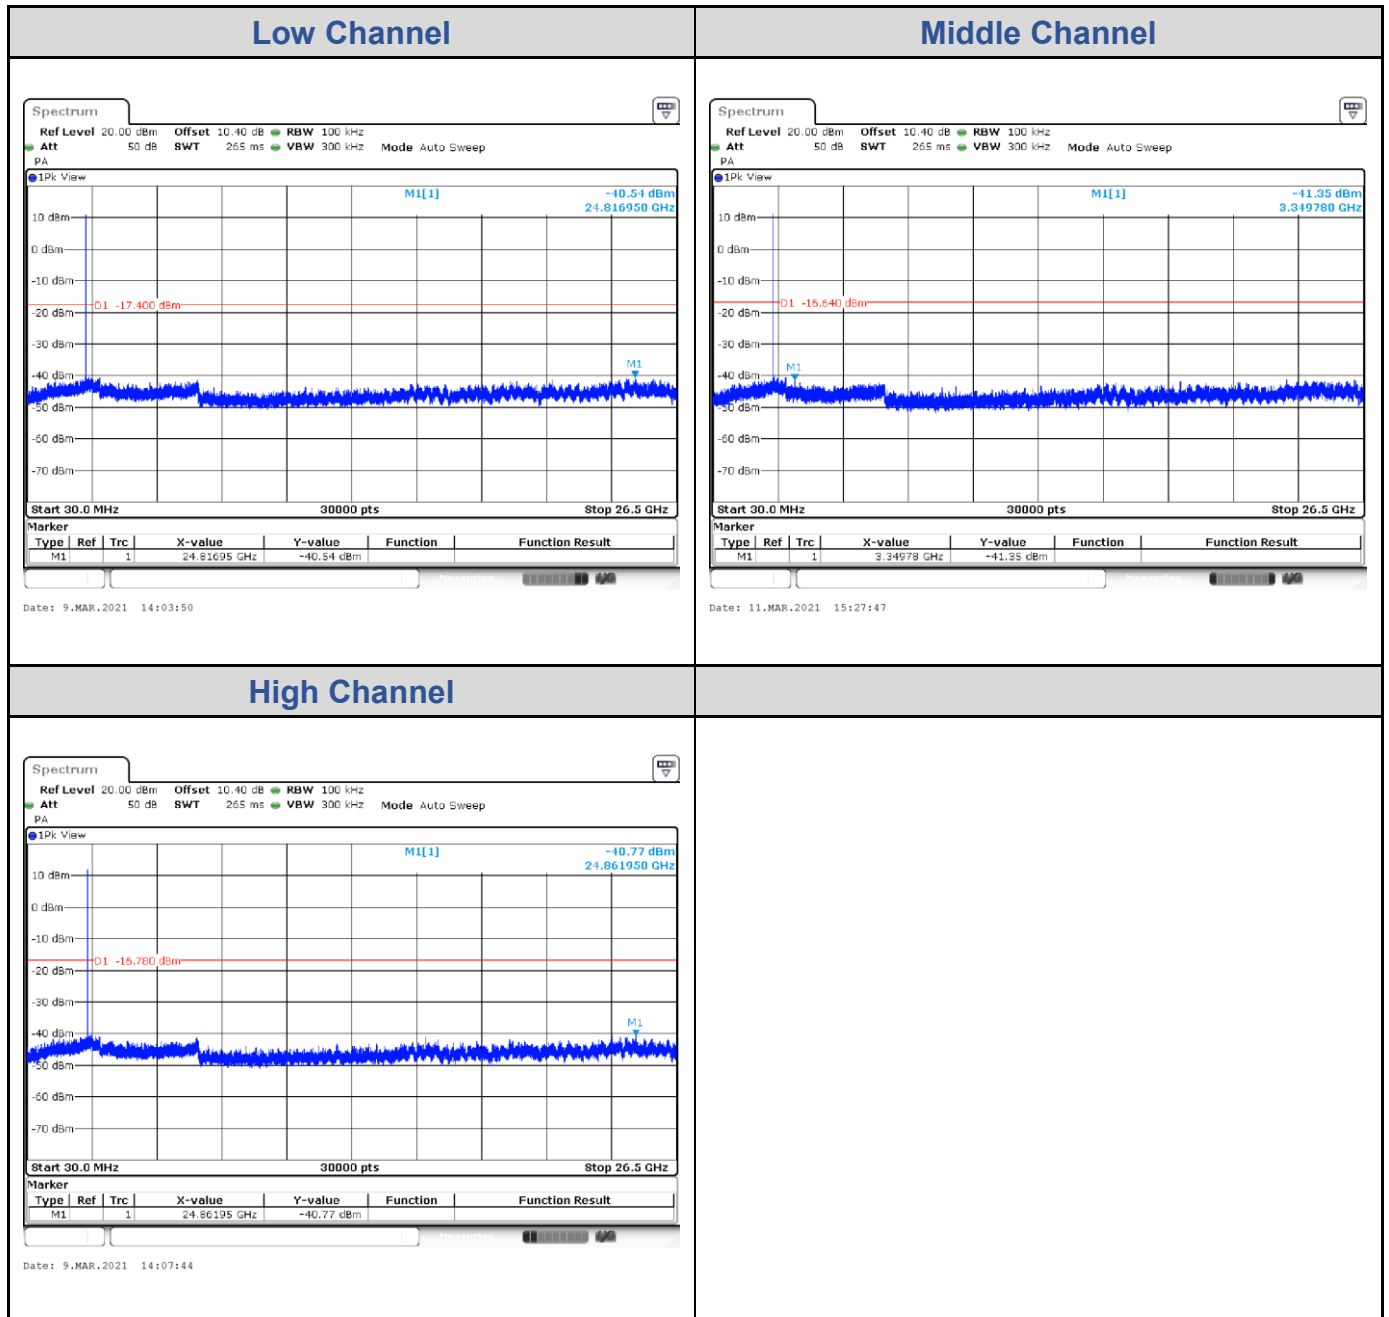 Low Channel
Spectrum
Ref Level 20.00 dBm Offset 10.40 dB RBW 100 kHz
Att 50 dB SWT 265 ms VBW 300 kHz Mode Auto Sweep
PA
1Pk View
M1[1] -40.54 dBm
24.816950 GHz
10 dBm
0 dBm
-10 dBm
D1 -17.400 dBm
-20 dBm
-30 dBm
M1
-40 dBm
-50 dBm
-60 dBm
-70 dBm
Start 30.0 MHz 30000 pts Stop 26.5 GHz
Marker
Type Ref Trc X-value Y-value Function Function Result
M1 1 24.81695 GHz -40.54 dBm
Measuring...
Date: 9.MAR.2021 14:03:50
Middle Channel
Spectrum
Ref Level 20.00 dBm Offset 10.40 dB RBW 100 kHz
Att 50 dB SWT 265 ms VBW 300 kHz Mode Auto Sweep
PA
1Pk View
M1[1] -41.35 dBm
3.349780 GHz
10 dBm
0 dBm
-10 dBm
D1 -16.640 dBm
-20 dBm
-30 dBm
M1
-40 dBm
-50 dBm
-60 dBm
-70 dBm
Start 30.0 MHz 30000 pts Stop 26.5 GHz
Marker
Type Ref Trc X-value Y-value Function Function Result
M1 1 3.34978 GHz -41.35 dBm
Measuring...
Date: 11.MAR.2021 15:27:47
High Channel
Spectrum
Ref Level 20.00 dBm Offset 10.40 dB RBW 100 kHz
Att 50 dB SWT 265 ms VBW 300 kHz Mode Auto Sweep
PA
1Pk View
M1[1] -40.77 dBm
24.861950 GHz
10 dBm
0 dBm
-10 dBm
D1 -16.780 dBm
-20 dBm
-30 dBm
M1
-40 dBm
-50 dBm
-60 dBm
-70 dBm
Start 30.0 MHz 30000 pts Stop 26.5 GHz
Marker
Type Ref Trc X-value Y-value Function Function Result
M1 1 24.86195 GHz -40.77 dBm
Measuring...
Date: 9.MAR.2021 14:07:44